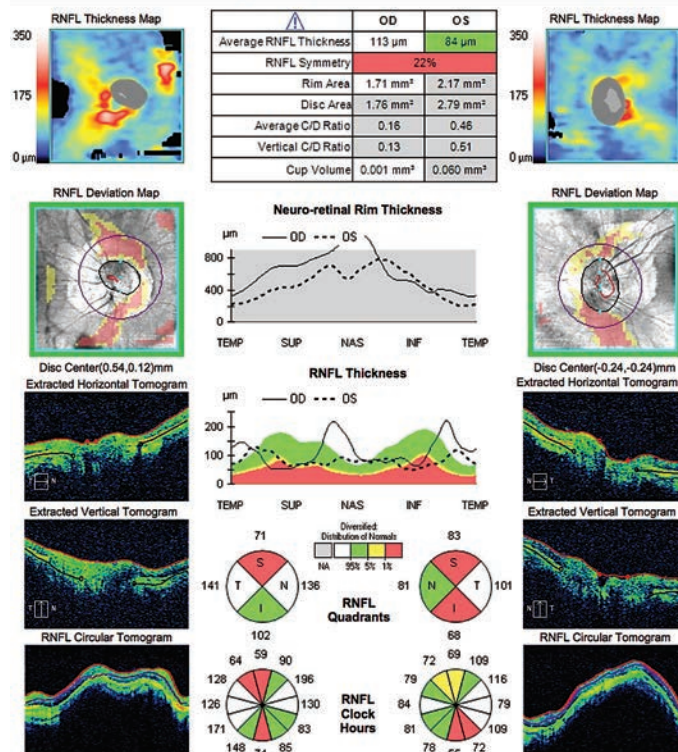 RNFL Thickness Map
350
175
0 µm
OD OS
Average RNFL Thickness 113 µm 84 µm
RNFL Symmetry 22%
Rim Area 1.71 mm² 2.17 mm²
Disc Area 1.76 mm² 2.79 mm²
Average C/D Ratio 0.16 0.46
Vertical C/D Ratio 0.13 0.51
Cup Volume 0.001 mm³ 0.060 mm³
RNFL Thickness Map
350
175
0 µm
RNFL Deviation Map
Disc Center(0.54,0.12)mm
Neuro-retinal Rim Thickness
µm OD OS
800
400
0
TEMP SUP NAS INF TEMP
RNFL Deviation Map
Disc Center(-0.24,-0.24)mm
Extracted Horizontal Tomogram
T N
RNFL Thickness
µm OD OS
200
100
0
TEMP SUP NAS INF TEMP
Extracted Horizontal Tomogram
Extracted Vertical Tomogram
T N
Diversified:
Distribution of Normals
NA 95% 5% 1%
71
S
141 T N 136
I
102
RNFL
Quadrants
83
S
81 N T 101
I
68
Extracted Vertical Tomogram
RNFL Circular Tomogram
59
64 90
128 196
126 130
171 83
148 85
RNFL
Clock
Hours
69
72 109
79 116
84 79
81 109
78 72
RNFL Circular Tomogram